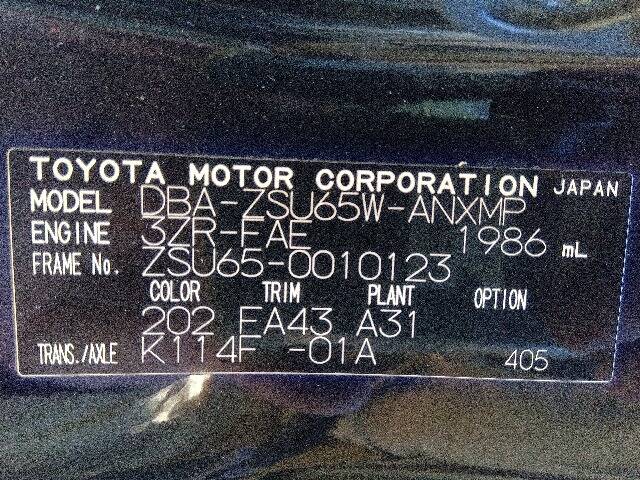 TOYOTA MOTOR CORPORATION JAPAN
MODEL DBA-ZSU65W-ANXMP
ENGINE 3ZR-FAE 1986 mL
FRAME No. ZSU65-0010123
COLOR TRIM PLANT OPTION
202 FA43 A31
TRANS./AXLE K114F -01A 405